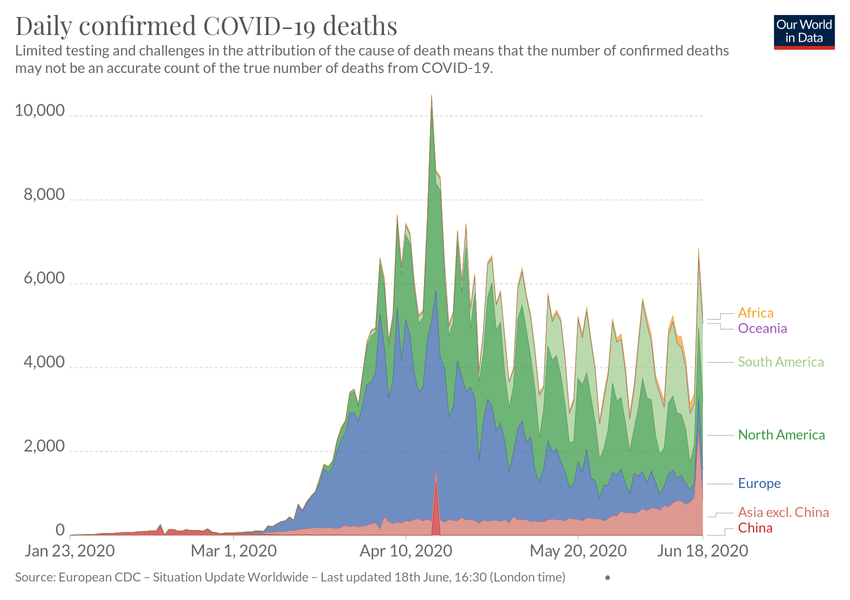 Daily confirmed COVID-19 deaths
Our World
in Data
Limited testing and challenges in the attribution of the cause of death means that the number of confirmed deaths
may not be an accurate count of the true number of deaths from COVID-19.
10,000
8,000
6,000
4,000
2,000
0
Africa
Oceania
South America
North America
Europe
Asia excl. China
China
Jan 23, 2020
Mar 1, 2020
Apr 10, 2020
May 20, 2020
Jun 18, 2020
Source: European CDC – Situation Update Worldwide – Last updated 18th June, 16:30 (London time)